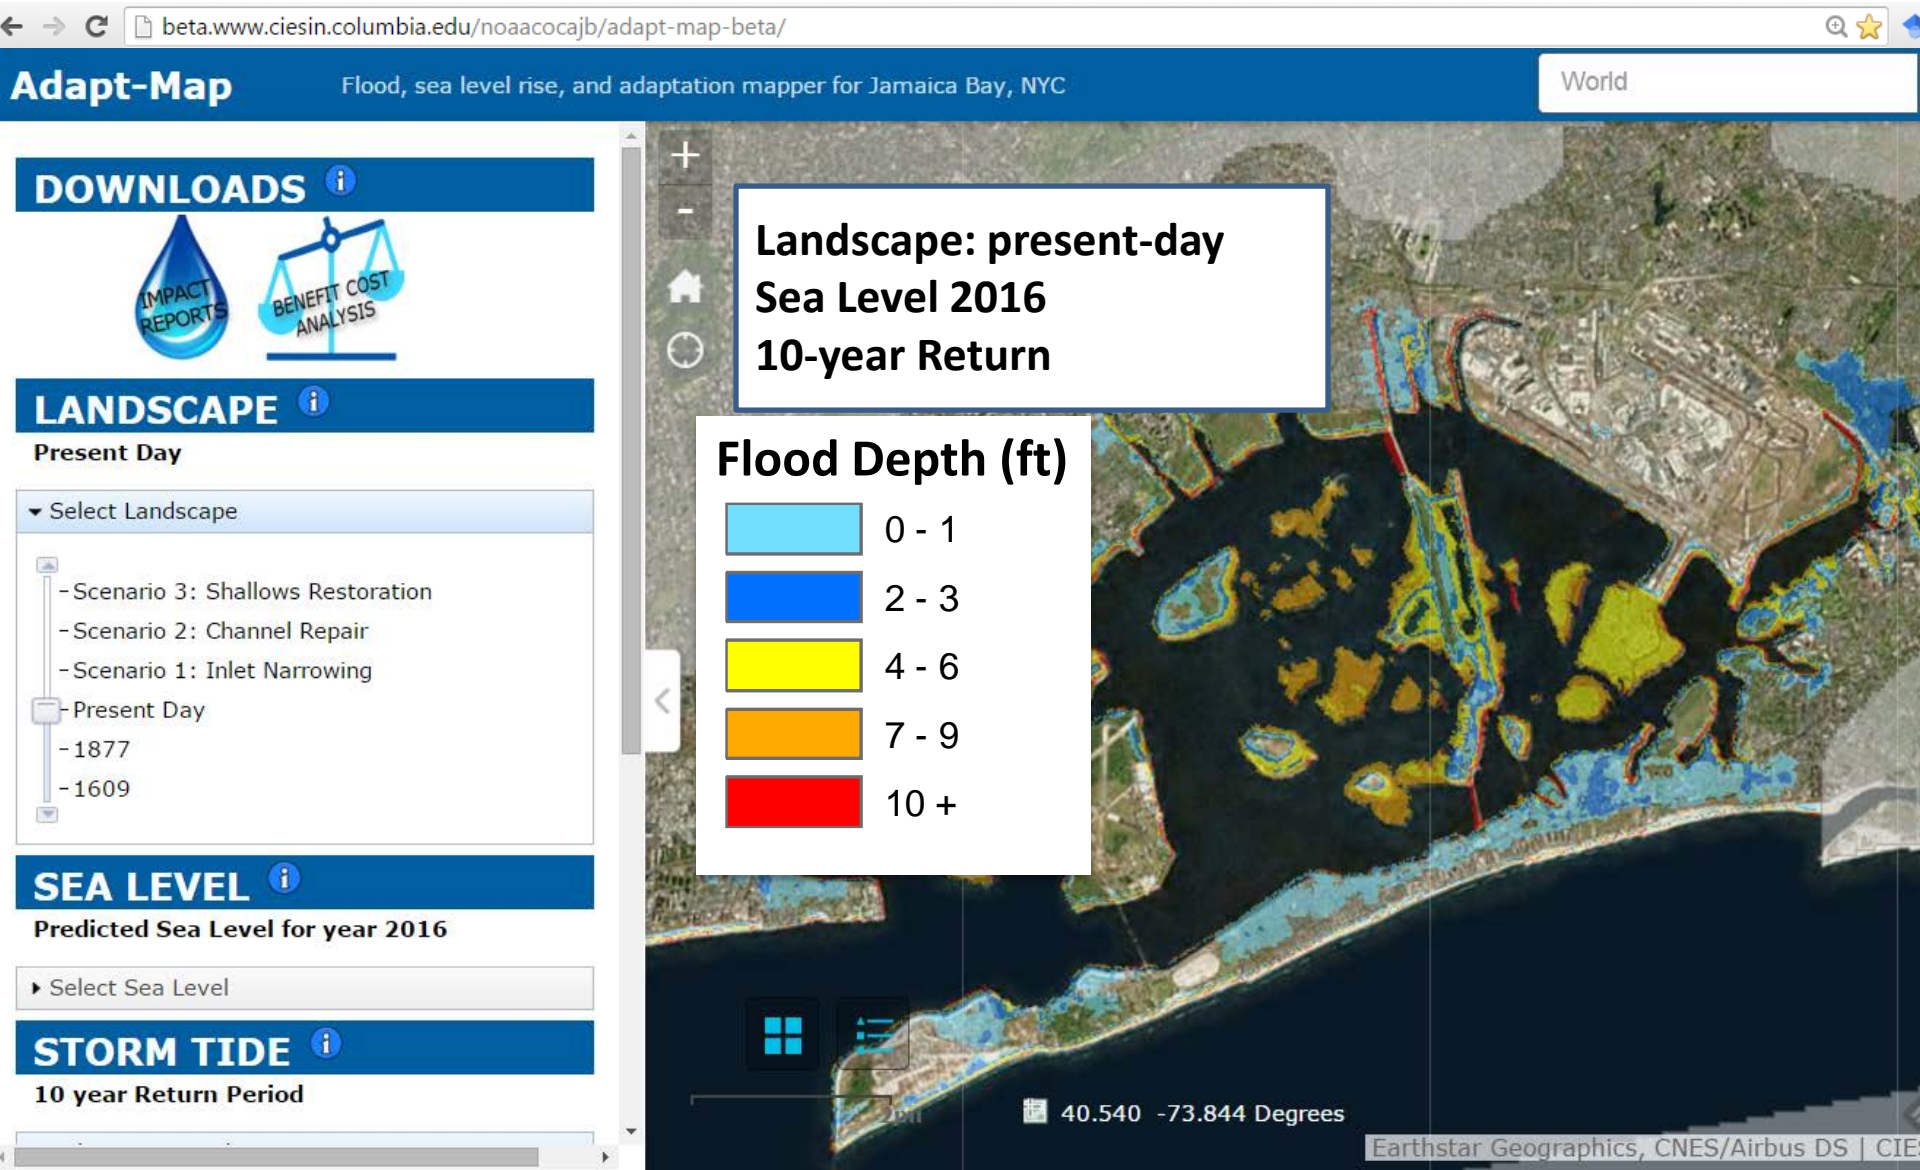 beta.www.ciesin.columbia.edu/noaacocajb/adapt-map-beta/
Adapt-Map
Flood, sea level rise, and adaptation mapper for Jamaica Bay, NYC
World
DOWNLOADS
IMPACT
REPORTS
BENEFIT COST
ANALYSIS
LANDSCAPE
Present Day
Select Landscape
Scenario 3: Shallows Restoration
Scenario 2: Channel Repair
Scenario 1: Inlet Narrowing
Present Day
1877
1609
SEA LEVEL
Predicted Sea Level for year 2016
Select Sea Level
STORM TIDE
10 year Return Period
+
-
Landscape: present-day
Sea Level 2016
10-year Return
Flood Depth (ft)
0 - 1
2 - 3
4 - 6
7 - 9
10 +
2mi
40.540 -73.844 Degrees
Earthstar Geographics, CNES/Airbus DS | CIES